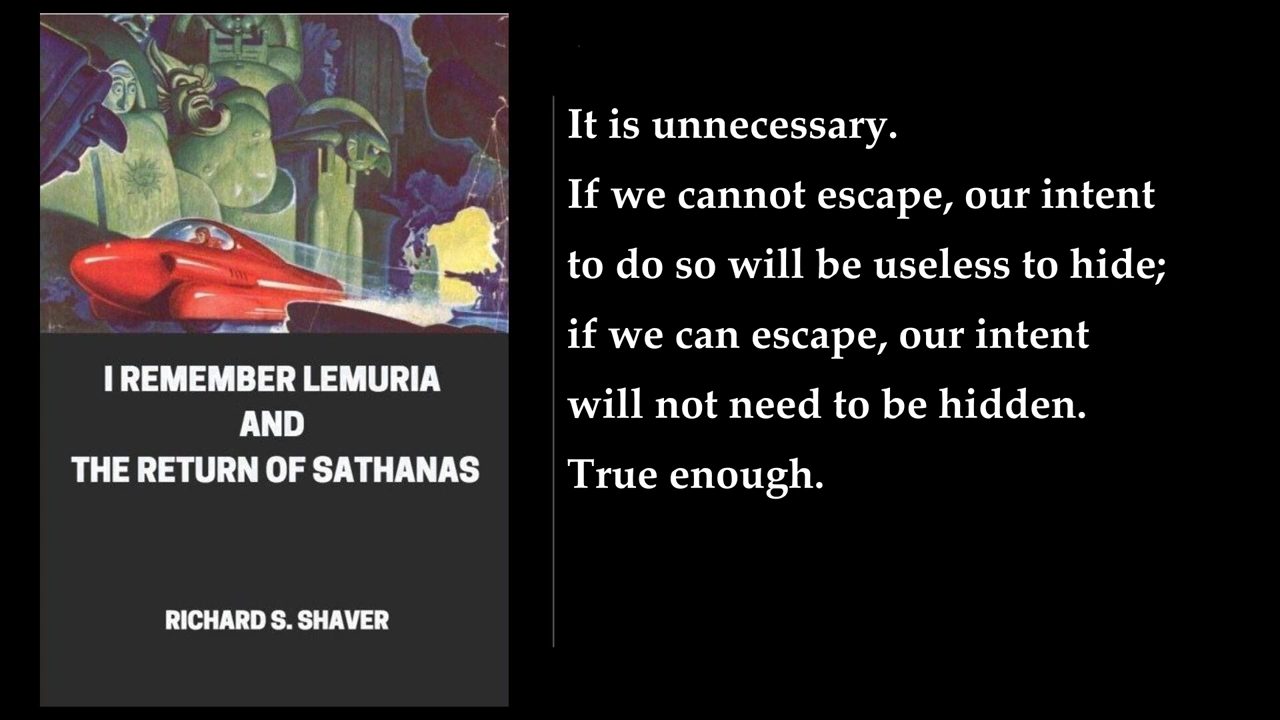 I REMEMBER LEMURIA
AND
THE RETURN OF SATHANAS
RICHARD S. SHAVER
It is unnecessary.
If we cannot escape, our intent
to do so will be useless to hide;
if we can escape, our intent
will not need to be hidden.
True enough.